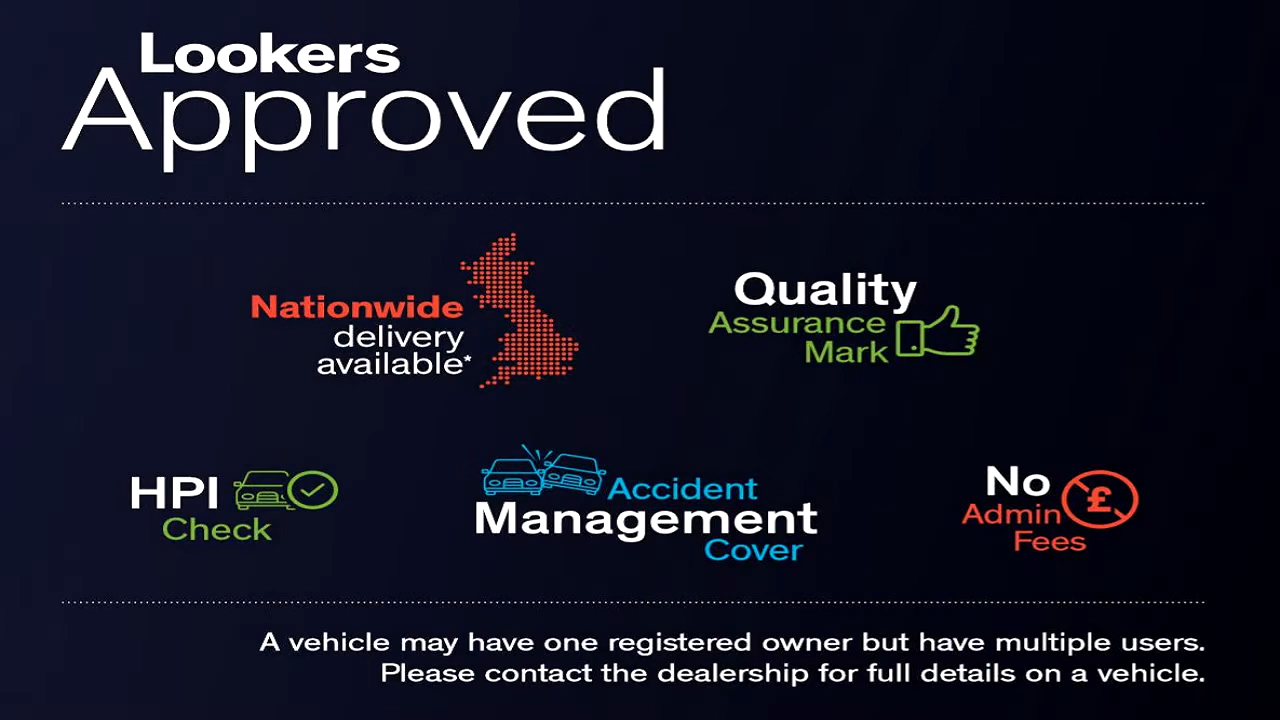 Lookers
Approved
Nationwide
delivery
available*
Quality
Assurance
Mark
HPI
Check
Accident
Management
Cover
No
Admin
Fees
£
A vehicle may have one registered owner but have multiple users.
Please contact the dealership for full details on a vehicle.